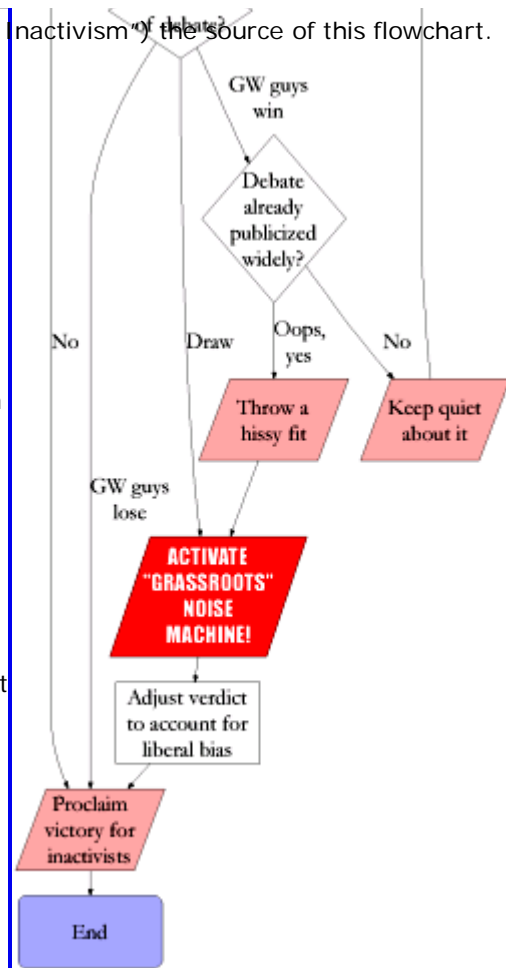 Inactivism") the source of this flowchart.
of debate?
GW guys
win
Debate
already
publicized
widely?
No
Draw
Oops,
yes
No
Throw a
hissy fit
Keep quiet
about it
GW guys
lose
ACTIVATE
"GRASSROOTS"
NOISE
MACHINE!
t
Adjust verdict
to account for
liberal bias
Proclaim
victory for
inactivists
End